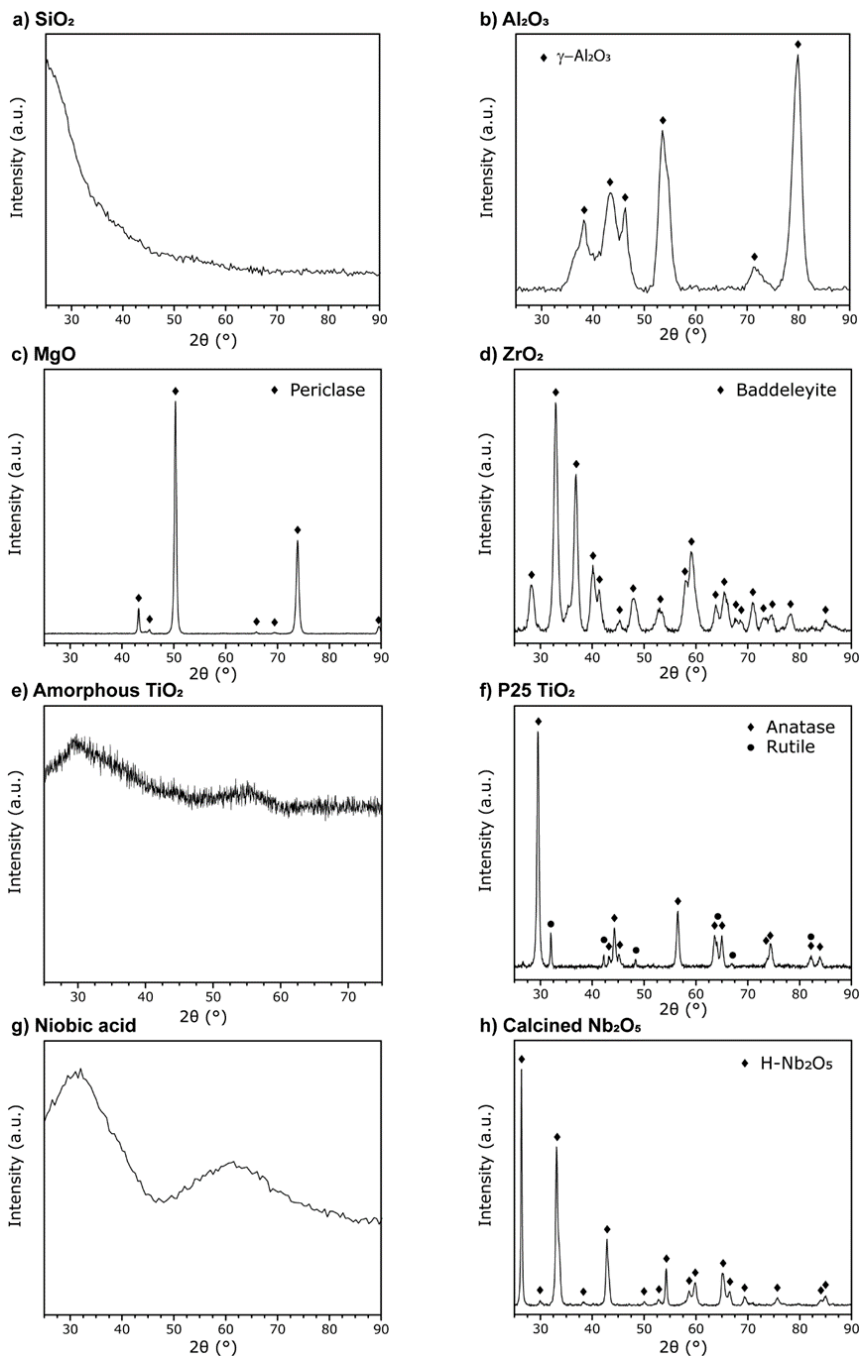 a) SiO₂
Intensity (a.u.)
30 40 50 60 70 80 90
2θ (°)
b) Al₂O₃
γ–Al₂O₃
Intensity (a.u.)
30 40 50 60 70 80 90
2θ (°)
c) MgO
Periclase
Intensity (a.u.)
30 40 50 60 70 80 90
2θ (°)
d) ZrO₂
Baddeleyite
Intensity (a.u.)
30 40 50 60 70 80 90
2θ (°)
e) Amorphous TiO₂
Intensity (a.u.)
30 40 50 60 70
2θ (°)
f) P25 TiO₂
Anatase
Rutile
Intensity (a.u.)
30 40 50 60 70 80 90
2θ (°)
g) Niobic acid
Intensity (a.u.)
30 40 50 60 70 80 90
2θ (°)
h) Calcined Nb₂O₅
H-Nb₂O₅
Intensity (a.u.)
30 40 50 60 70 80 90
2θ (°)